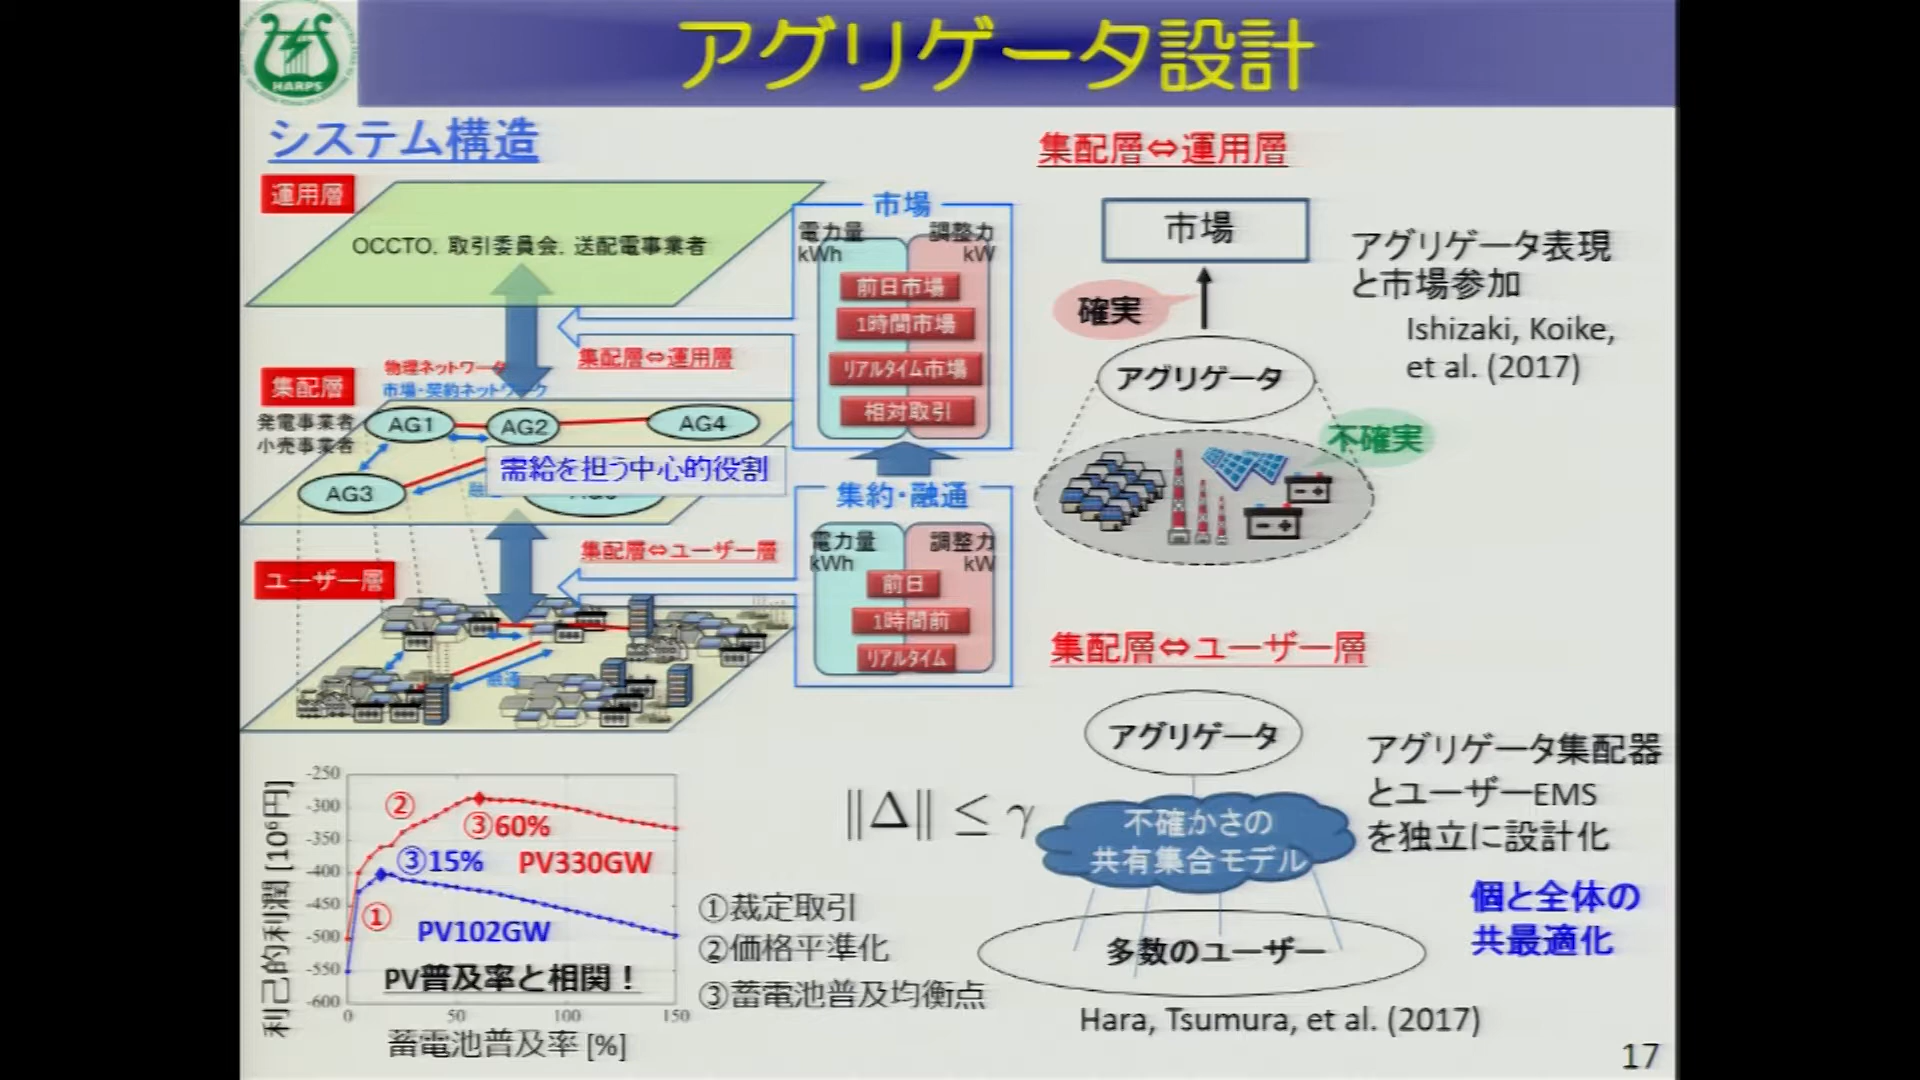 アグリゲータ設計
HARPS
システム構造
運用層
OCCTO, 取引委員会, 送配電事業者
集配層⇔運用層
物理ネットワーク
市場・契約ネットワーク
集配層
発電事業者
小売事業者
AG1
AG2
AG4
AG3
需給を担う中心的役割
集配層⇔ユーザー層
ユーザー層
融通
市場
電力量
kWh
調整力
kW
前日市場
1時間市場
リアルタイム市場
相対取引
集約・融通
電力量
kWh
調整力
kW
前日
1時間前
リアルタイム
集配層⇔運用層
市場
確実
アグリゲータ
不確実
アグリゲータ表現
と市場参加
Ishizaki, Koike,
et al. (2017)
集配層⇔ユーザー層
アグリゲータ
‖Δ‖ ≤ γ
不確かさの
共有集合モデル
多数のユーザー
アグリゲータ集配器
とユーザーEMS
を独立に設計化
個と全体の
共最適化
Hara, Tsumura, et al. (2017)
利己的利潤 [10⁶円]
-250
-300
-350
-400
-450
-500
-550
-600
0
50
100
150
蓄電池普及率 [%]
②
③60%
③15%
PV330GW
①
PV102GW
PV普及率と相関！
①裁定取引
②価格平準化
③蓄電池普及均衡点
17